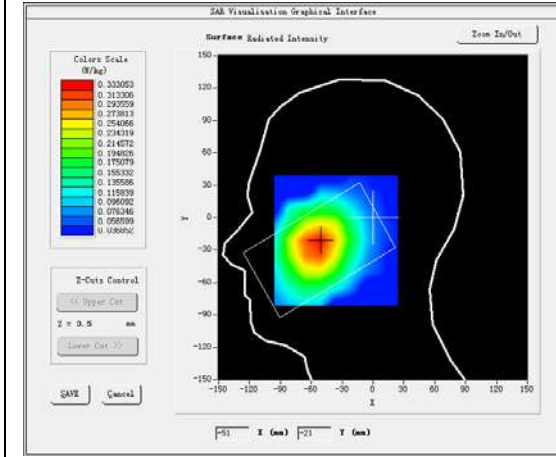 SAR Visualisation Graphical Interface
Surface Radiated Intensity
Zoom In/Out
Colors Scale
(W/kg)
0.333053
0.313306
0.293559
0.273813
0.254066
0.234319
0.214572
0.194826
0.175079
0.155332
0.135586
0.115839
0.096092
0.076346
0.056599
0.036852
Z-Cuts Control
<< Upper Cut
Z = 3.5 mm
Lower Cut >>
SAVE Cancel
150
120
90
60
30
0
-30
-60
-90
-120
-150
Y
-150 -120 -90 -60 -30 0 30 60 90 120 150
X
-51 X (mm) -21 Y (mm)